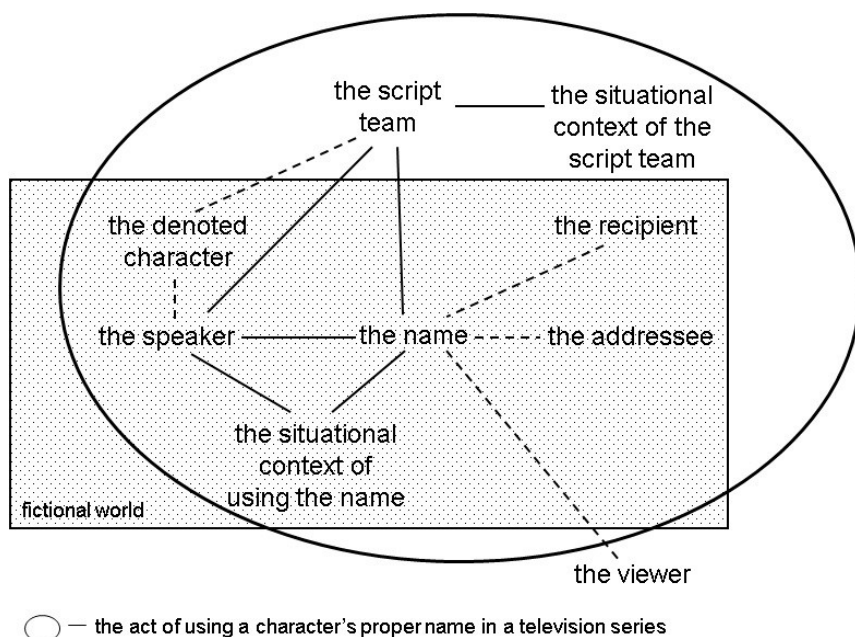 the script
team
the situational
context of the
script team
the denoted
character
the recipient
the speaker
the name
the addressee
the situational
context of
using the name
fictional world
the viewer
— the act of using a character's proper name in a television series